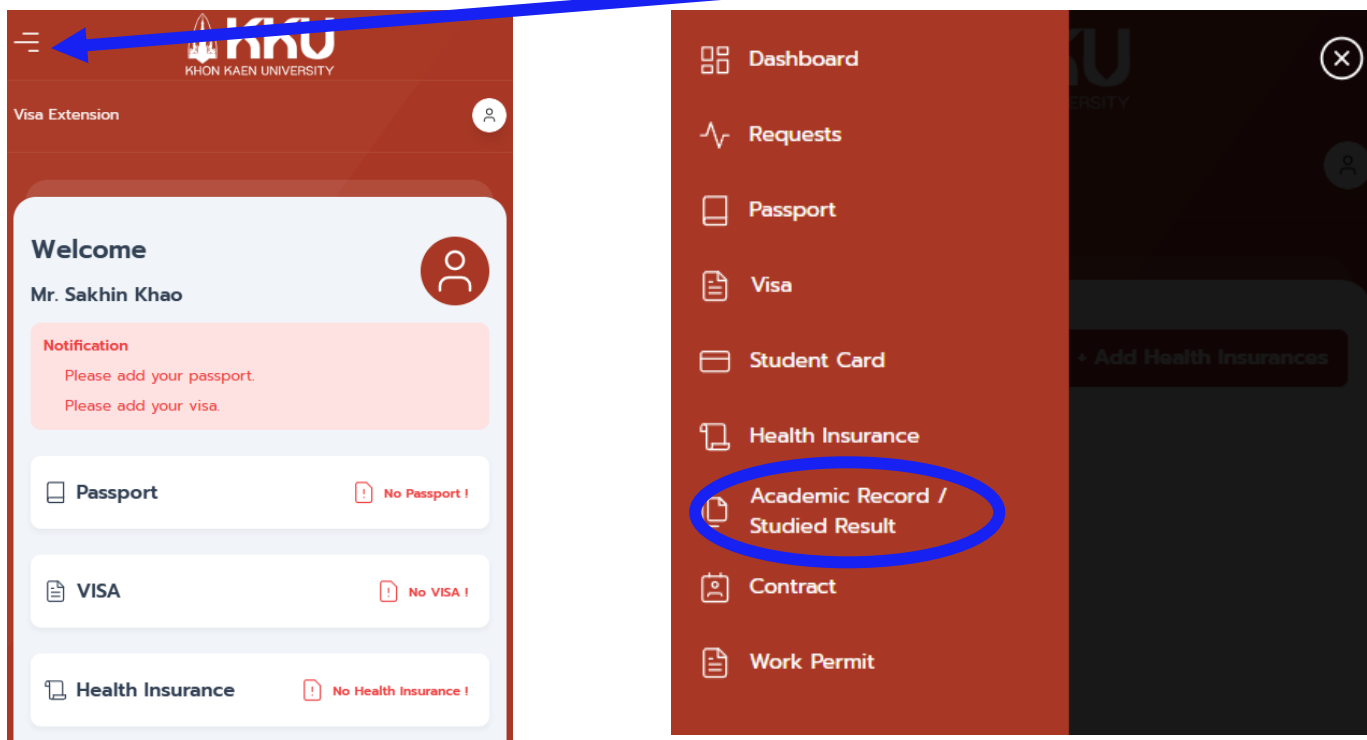 KKU
KHON KAEN UNIVERSITY
Visa Extension
Welcome
Mr. Sakhin Khao
Notification
Please add your passport.
Please add your visa.
Passport
No Passport !
VISA
No VISA !
Health Insurance
No Health Insurance !
Dashboard
Requests
Passport
Visa
Student Card
Health Insurance
Academic Record /
Studied Result
Contract
Work Permit
U
ERSITY
+ Add Health Insurances